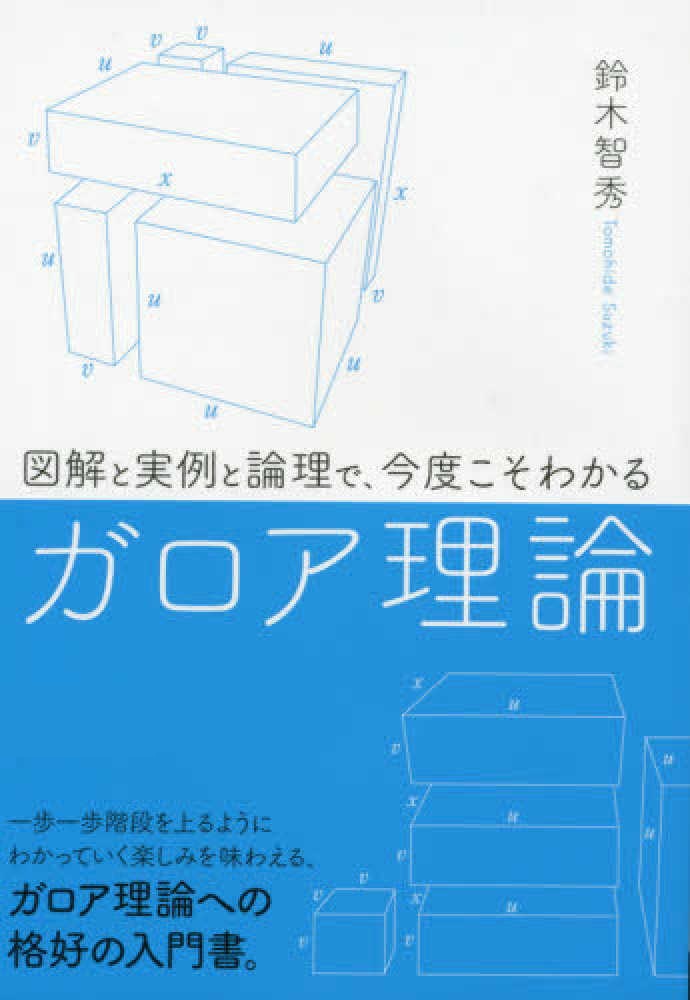 v
v
u
u
v
x
x
u
v
u
u
v
u
鈴木智秀
Tomohide Suzuki
図解と実例と論理で、今度こそわかる
ガロア理論
x
u
v
u
x
u
u
v
v
x
v
u
v
v
一歩一歩階段を上るように
わかっていく楽しみを味わえる、
ガロア理論への
格好の入門書。